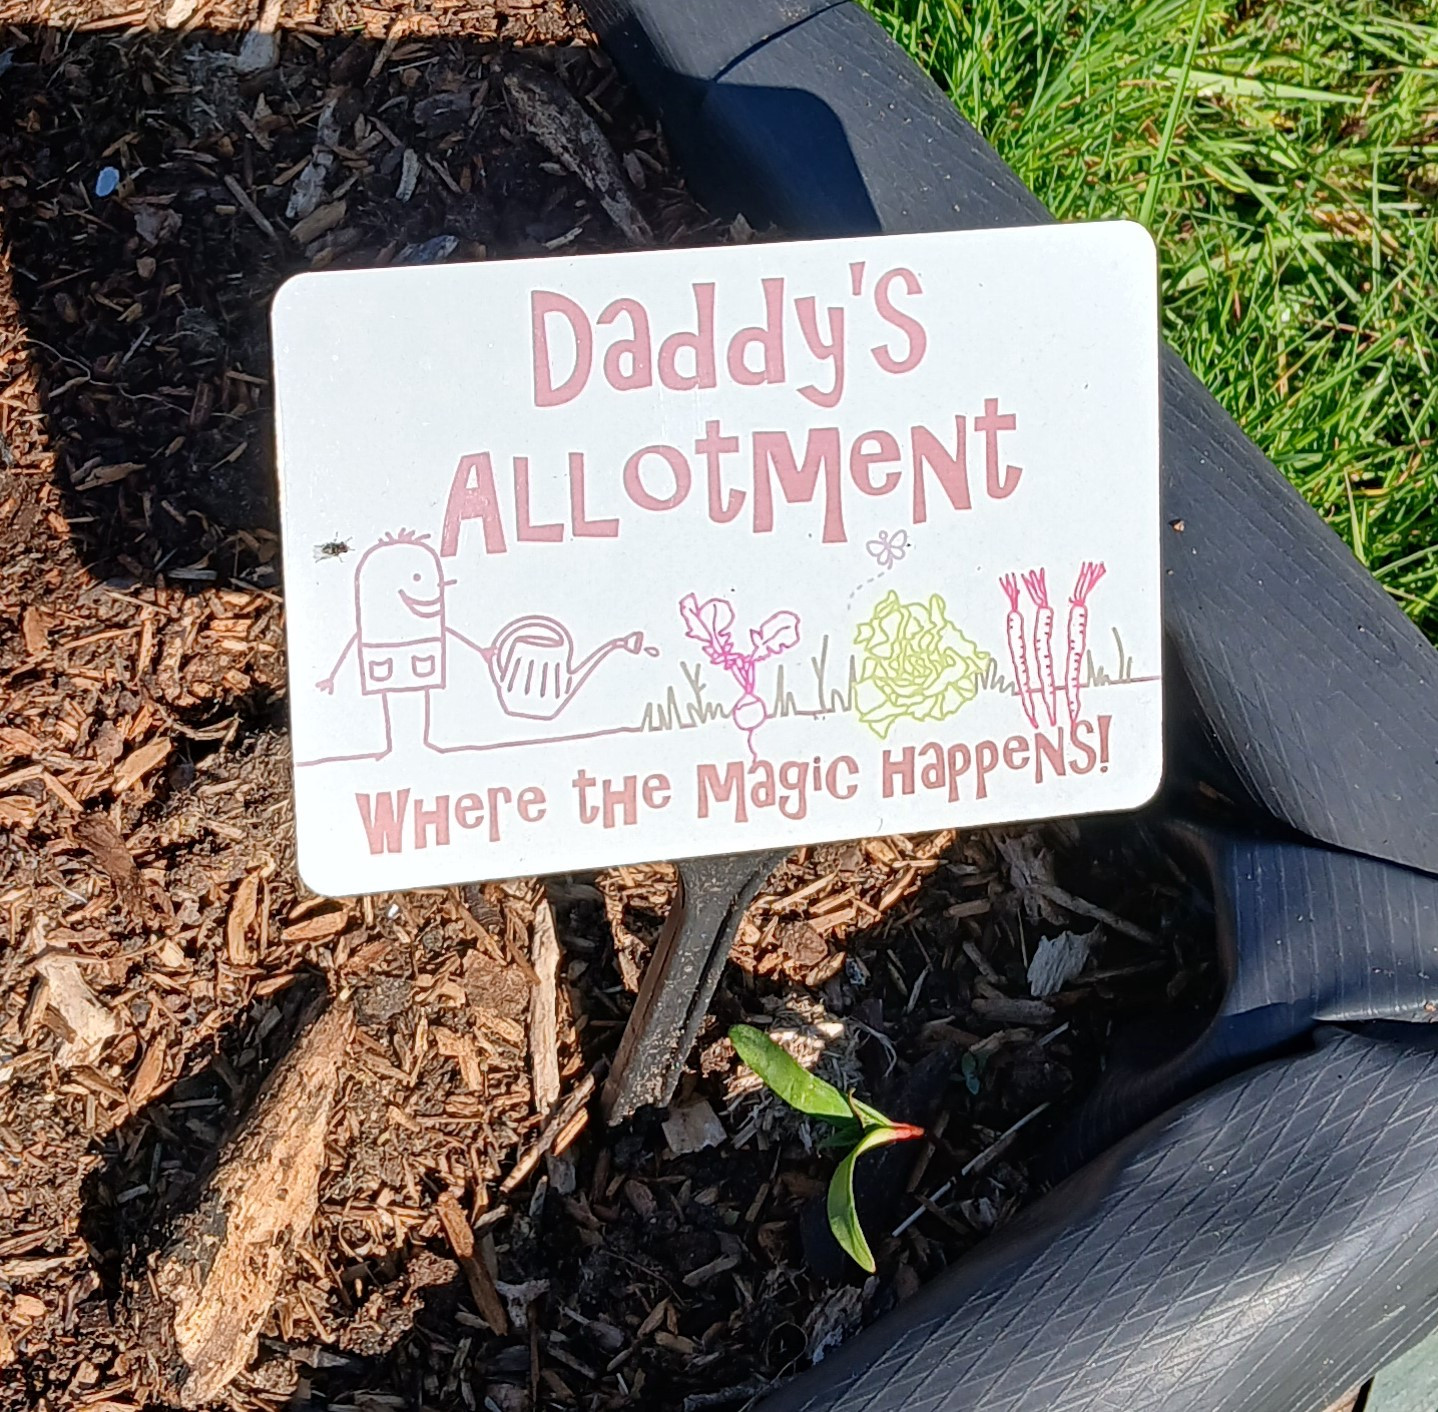 Daddy's
ALLotMeNt
WHere tHe MagiC HappeNS!